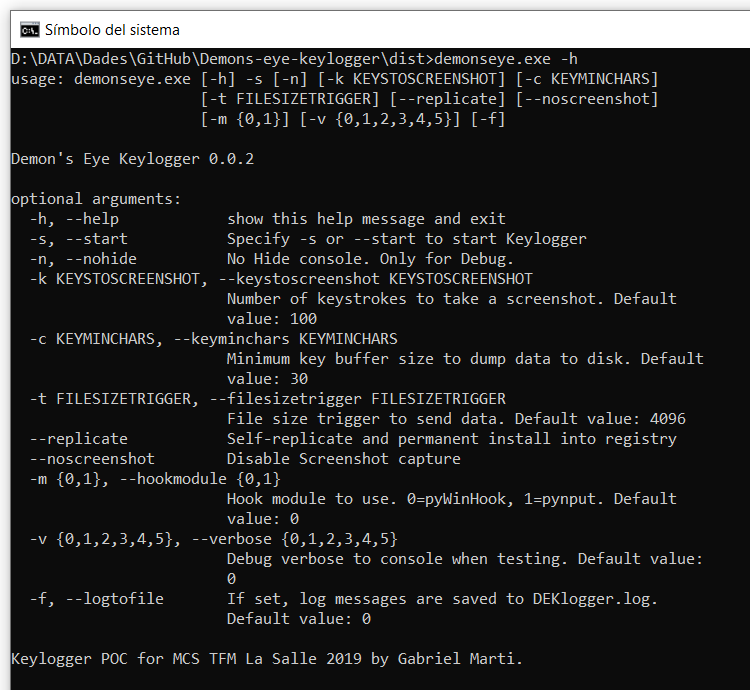 Símbolo del sistema
D:\DATA\Dades\GitHub\Demons-eye-keylogger\dist>demonseye.exe -h
usage: demonseye.exe [-h] -s [-n] [-k KEYSTOSCREENSHOT] [-c KEYMINCHARS]
[-t FILESIZETRIGGER] [--replicate] [--noscreenshot]
[-m {0,1}] [-v {0,1,2,3,4,5}] [-f]
Demon's Eye Keylogger 0.0.2
optional arguments:
-h, --help show this help message and exit
-s, --start Specify -s or --start to start Keylogger
-n, --nohide No Hide console. Only for Debug.
-k KEYSTOSCREENSHOT, --keystoscreenshot KEYSTOSCREENSHOT
Number of keystrokes to take a screenshot. Default
value: 100
-c KEYMINCHARS, --keyminchars KEYMINCHARS
Minimum key buffer size to dump data to disk. Default
value: 30
-t FILESIZETRIGGER, --filesizetrigger FILESIZETRIGGER
File size trigger to send data. Default value: 4096
--replicate Self-replicate and permanent install into registry
--noscreenshot Disable Screenshot capture
-m {0,1}, --hookmodule {0,1}
Hook module to use. 0=pyWinHook, 1=pynput. Default
value: 0
-v {0,1,2,3,4,5}, --verbose {0,1,2,3,4,5}
Debug verbose to console when testing. Default value:
0
-f, --logtofile If set, log messages are saved to DEKlogger.log.
Default value: 0
Keylogger POC for MCS TFM La Salle 2019 by Gabriel Marti.